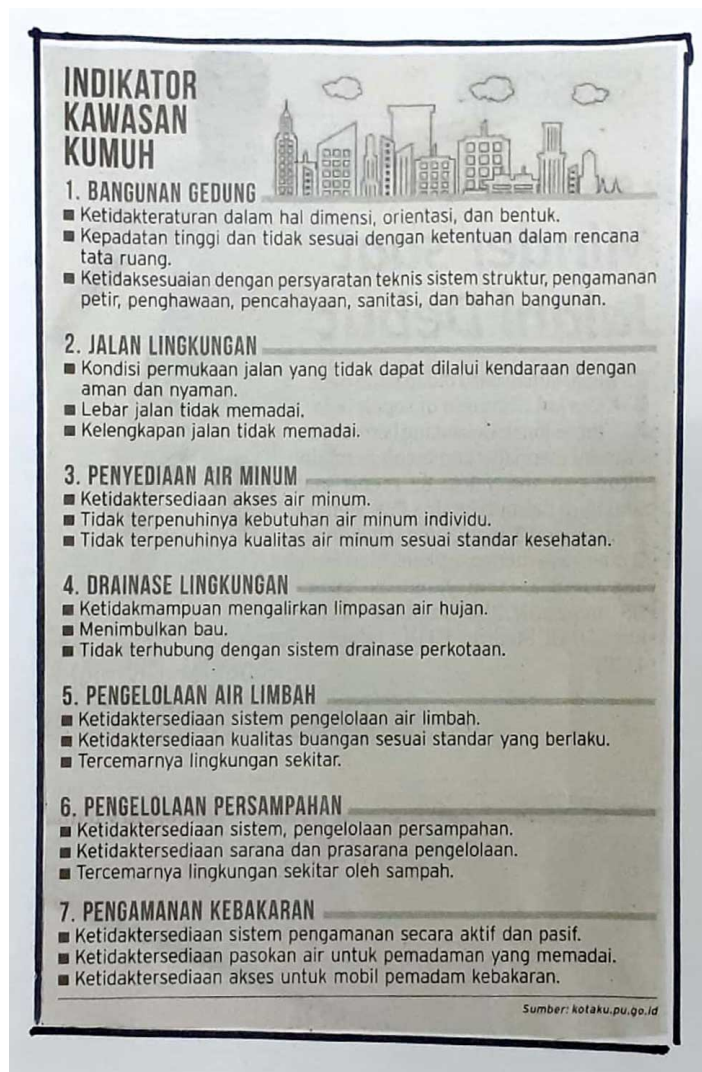 INDIKATOR
KAWASAN
KUMUH
1. BANGUNAN GEDUNG
■ Ketidakteraturan dalam hal dimensi, orientasi, dan bentuk.
■ Kepadatan tinggi dan tidak sesuai dengan ketentuan dalam rencana
tata ruang.
■ Ketidaksesuaian dengan persyaratan teknis sistem struktur, pengamanan
petir, penghawaan, pencahayaan, sanitasi, dan bahan bangunan.
2. JALAN LINGKUNGAN
■ Kondisi permukaan jalan yang tidak dapat dilalui kendaraan dengan
aman dan nyaman.
■ Lebar jalan tidak memadai.
■ Kelengkapan jalan tidak memadai.
3. PENYEDIAAN AIR MINUM
■ Ketidaktersediaan akses air minum.
■ Tidak terpenuhinya kebutuhan air minum individu.
■ Tidak terpenuhinya kualitas air minum sesuai standar kesehatan.
4. DRAINASE LINGKUNGAN
■ Ketidakmampuan mengalirkan limpasan air hujan.
■ Menimbulkan bau.
■ Tidak terhubung dengan sistem drainase perkotaan.
5. PENGELOLAAN AIR LIMBAH
■ Ketidaktersediaan sistem pengelolaan air limbah.
■ Ketidaktersediaan kualitas buangan sesuai standar yang berlaku.
■ Tercemarnya lingkungan sekitar.
6. PENGELOLAAN PERSAMPAHAN
■ Ketidaktersediaan sistem, pengelolaan persampahan.
■ Ketidaktersediaan sarana dan prasarana pengelolaan.
■ Tercemarnya lingkungan sekitar oleh sampah.
7. PENGAMANAN KEBAKARAN
■ Ketidaktersediaan sistem pengamanan secara aktif dan pasif.
■ Ketidaktersediaan pasokan air untuk pemadaman yang memadai.
■ Ketidaktersediaan akses untuk mobil pemadam kebakaran.
Sumber: kotaku.pu.go.id